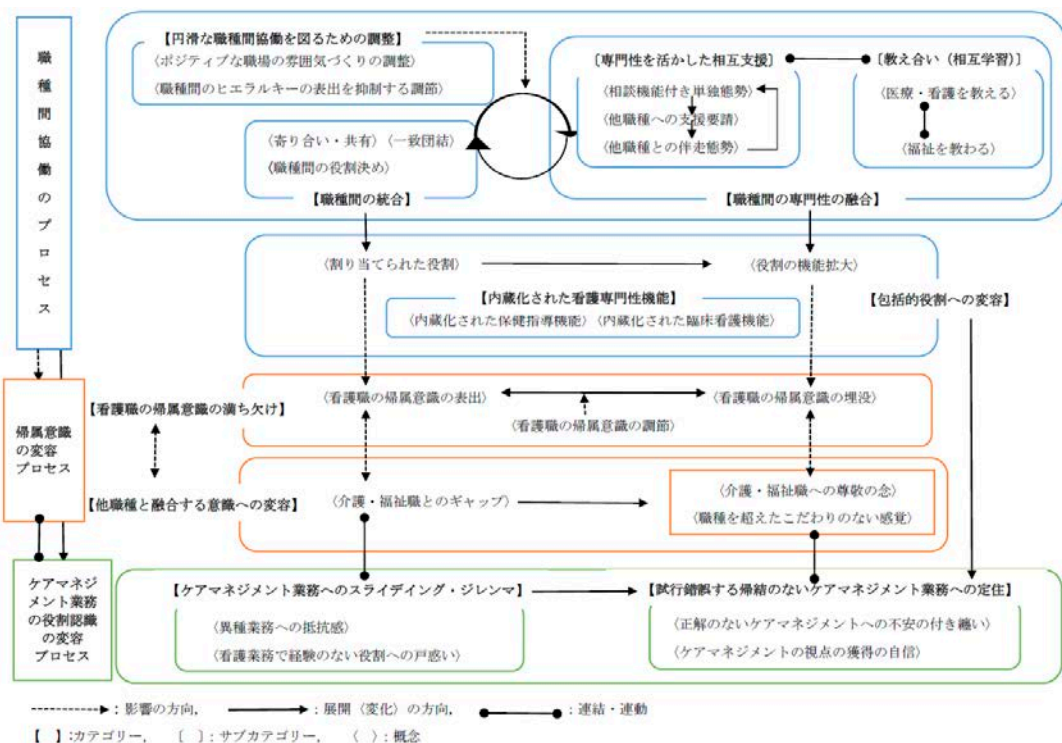 職種間協働のプロセス
【円滑な職種間協働を図るための調整】
〈ポジティブな職場の雰囲気づくりの調整〉
〈職種間のヒエラルキーの表出を抑制する調節〉
〔専門性を活かした相互支援〕
〔教え合い（相互学習）〕
〈相談機能付き単独態勢〉
〈他職種への支援要請〉
〈他職種との伴走態勢〉
〈医療・看護を教える〉
〈福祉を教わる〉
〈寄り合い・共有〉〈一致団結〉
〈職種間の役割決め〉
【職種間の統合】
【職種間の専門性の融合】
〈割り当てられた役割〉
〈役割の機能拡大〉
【内蔵化された看護専門性機能】
〈内蔵化された保健指導機能〉〈内蔵化された臨床看護機能〉
【包括的役割への変容】
帰属意識
の変容
プロセス
【看護職の帰属意識の満ち欠け】
〈看護職の帰属意識の表出〉
〈看護職の帰属意識の埋没〉
〈看護職の帰属意識の調節〉
【他職種と融合する意識への変容】
〈介護・福祉職とのギャップ〉
〈介護・福祉職への尊敬の念〉
〈職種を超えたこだわりのない感覚〉
ケアマネジ
メント業務
の役割認識
の変容
プロセス
【ケアマネジメント業務へのスライデイング・ジレンマ】
〈異種業務への抵抗感〉
〈看護業務で経験のない役割への戸惑い〉
【試行錯誤する帰結のないケアマネジメント業務への定住】
〈正解のないケアマネジメントへの不安の付き纏い〉
〈ケアマネジメントの視点の獲得の自信〉
：影響の方向， ：展開（変化）の方向， ：連結・連動
【 】：カテゴリー， 〔 〕：サブカテゴリー， 〈 〉：概念